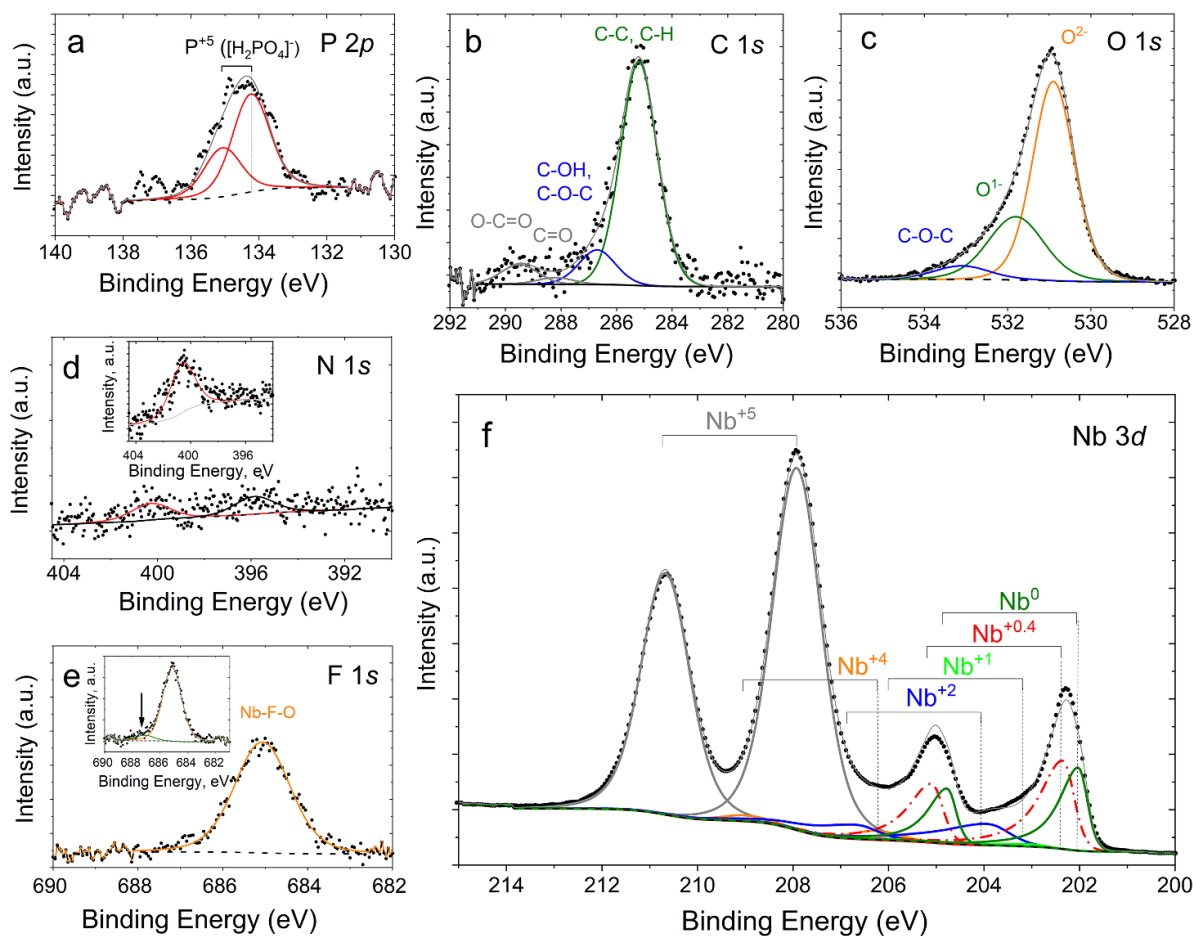 a
P⁺⁵ ([H₂PO₄]⁻)
P 2p
Intensity (a.u.)
140 138 136 134 132 130
Binding Energy (eV)
b
C-C, C-H
C 1s
C-OH,
C-O-C
O-C=O
C=O
Intensity (a.u.)
292 290 288 286 284 282 280
Binding Energy (eV)
c
O²⁻
O 1s
O¹⁻
C-O-C
Intensity (a.u.)
536 534 532 530 528
Binding Energy (eV)
d
N 1s
Intensity, a.u.
404 400 396
Binding Energy, eV
Intensity (a.u.)
404 400 396 392
Binding Energy (eV)
e
F 1s
Intensity, a.u.
690 688 686 684 682
Binding Energy (eV)
Nb-F-O
Intensity (a.u.)
690 688 686 684 682
Binding Energy (eV)
f
Nb⁺⁵
Nb 3d
Nb⁰
Nb⁺⁰·⁴
Nb⁺⁴
Nb⁺¹
Nb⁺²
Intensity (a.u.)
214 212 210 208 206 204 202 200
Binding Energy (eV)